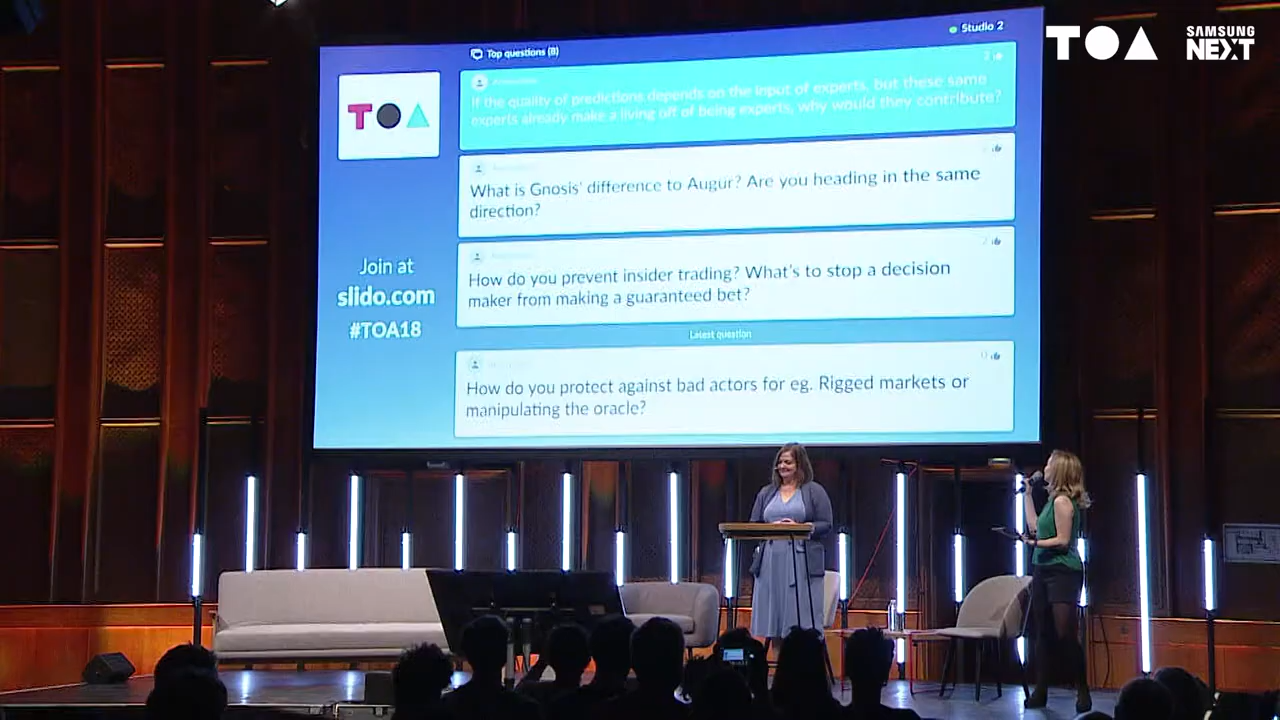 TOA
SAMSUNG
NEXT
Top questions (8)
Studio 2
TOA
If the quality of predictions depends on the input of experts, but these same
experts already make a living off of being experts, why would they contribute?
What is Gnosis' difference to Augur? Are you heading in the same
direction?
How do you prevent insider trading? What's to stop a decision
maker from making a guaranteed bet?
Join at
slido.com
#TOA18
Latest question
0
How do you protect against bad actors for eg. Rigged markets or
manipulating the oracle?